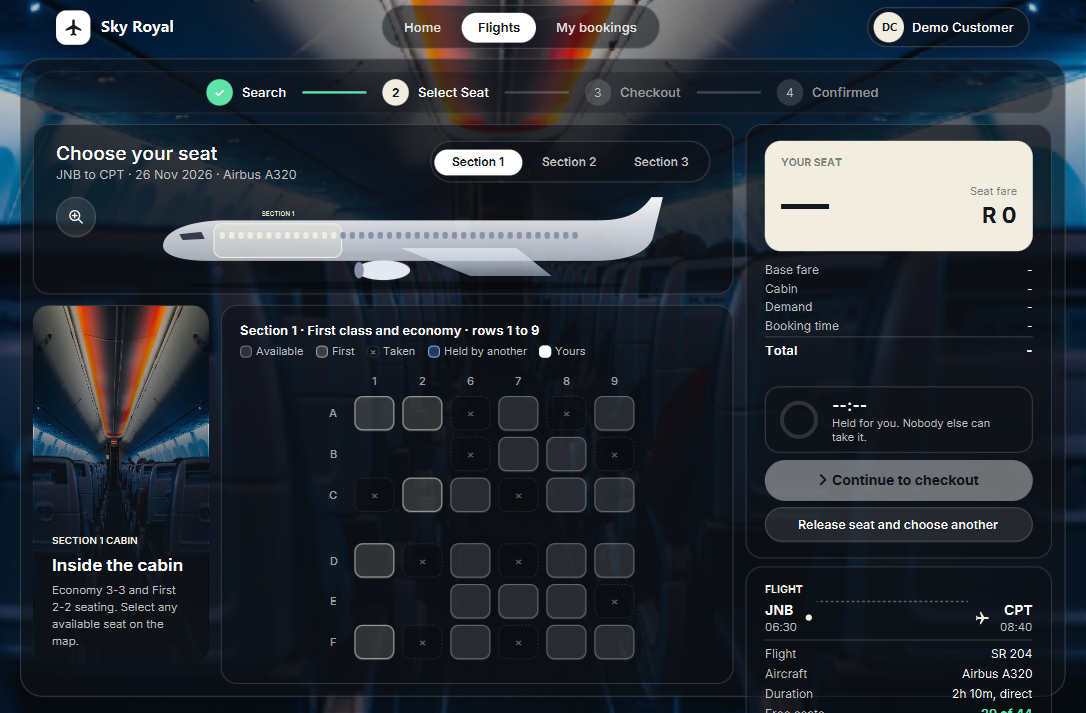 Sky Royal
Home Flights My bookings
DC Demo Customer
Search 2 Select Seat 3 Checkout 4 Confirmed
Choose your seat
JNB to CPT · 26 Nov 2026 · Airbus A320
Section 1 Section 2 Section 3
SECTION 1
SECTION 1 CABIN
Inside the cabin
Economy 3-3 and First
2-2 seating. Select any
available seat on the
map.
Section 1 · First class and economy · rows 1 to 9
Available First × Taken Held by another Yours
1 2 6 7 8 9
A × ×
B × ×
C × ×
D × ×
E ×
F × ×
YOUR SEAT
Seat fare
R 0
Base fare -
Cabin -
Demand -
Booking time -
Total -
--:--
Held for you. Nobody else can
take it.
Continue to checkout
Release seat and choose another
FLIGHT
JNB CPT
06:30 08:40
Flight SR 204
Aircraft Airbus A320
Duration 2h 10m, direct
Free seats 29 of 44